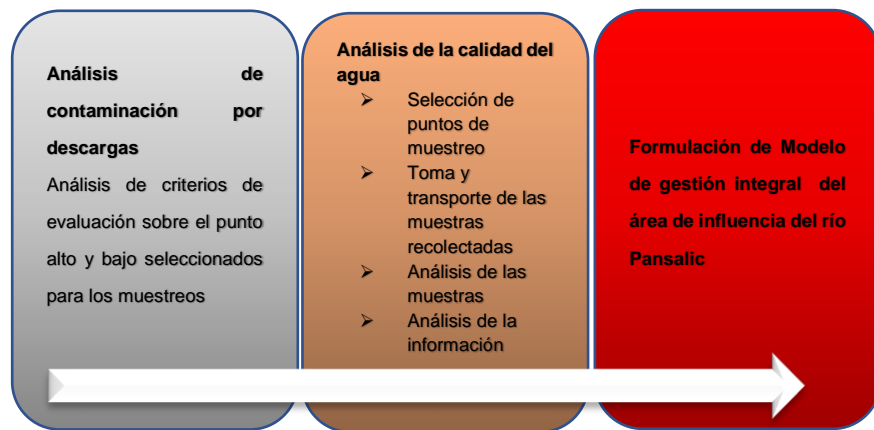 Análisis de
contaminación por
descargas
Análisis de criterios de
evaluación sobre el punto
alto y bajo seleccionados
para los muestreos
Análisis de la calidad del
agua
➢ Selección de
puntos de
muestreo
➢ Toma y
transporte de las
muestras
recolectadas
➢ Análisis de las
muestras
➢ Análisis de la
información
Formulación de Modelo
de gestión integral del
área de influencia del río
Pansalic